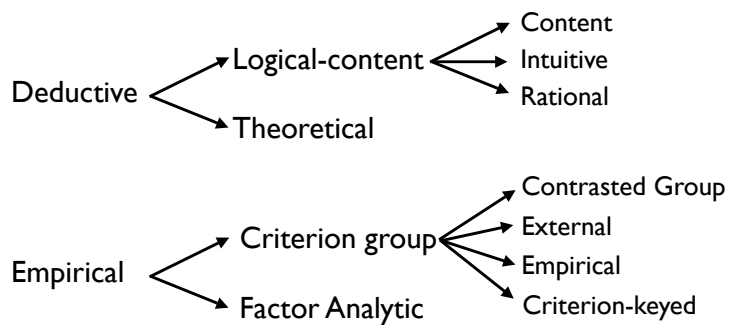 Deductive
Logical-content
Theoretical
Content
Intuitive
Rational
Empirical
Criterion group
Factor Analytic
Contrasted Group
External
Empirical
Criterion-keyed